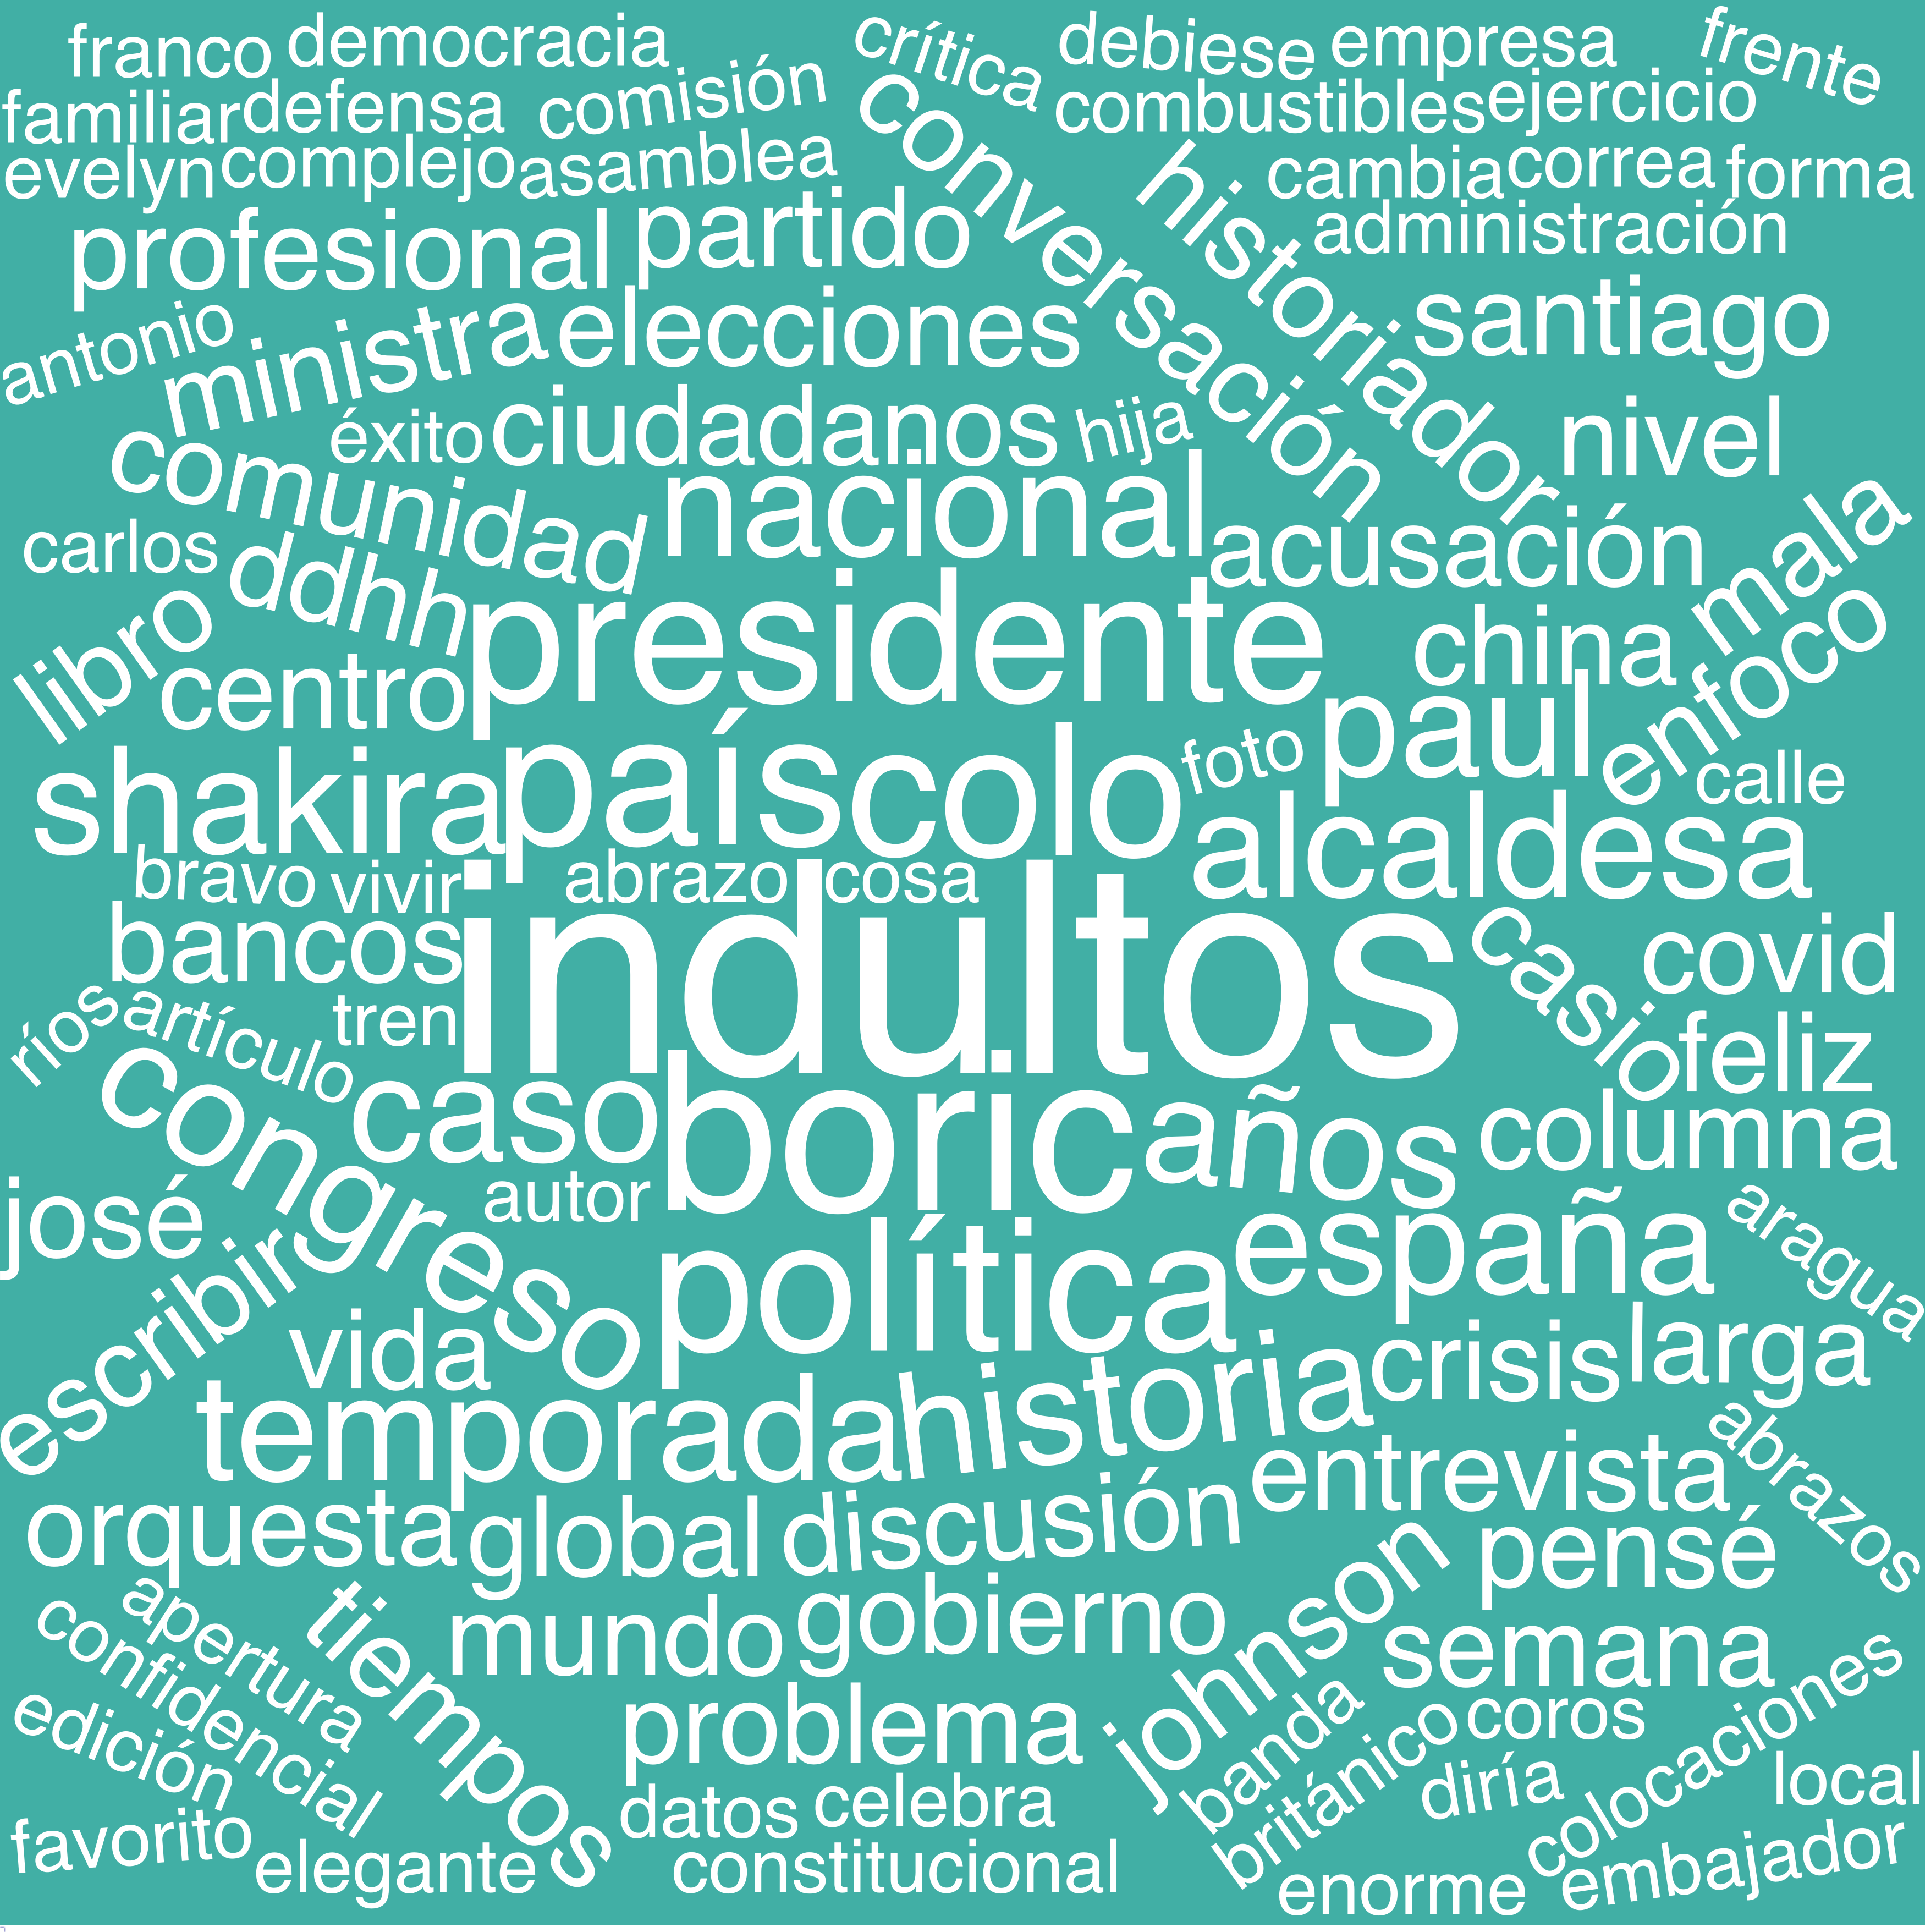 franco democracia crítica debiese empresa frente
familiar defensa comisión conversación combustibles ejercicio
evelyn complejo asamblea historiador cambia correa forma
profesional partido administración
antonio ministra elecciones santiago
comunidad éxito ciudadanos hija nivel
carlos ddhh nacional acusación mala
libro centro presidente china enfoco
shakira país colo foto paul calle
bravo vivir abrazo cosa alcaldesa
bancos indultos caslo covid
ríos artículo tren feliz
congreso caso boric años columna
josé autor españa aragua
escribir vida política crisis larga
temporada historia entrevista abrazos
orquesta global discusión pensé
apertura tiempos mundo gobierno johnson semana
confidencial problema banda coros colocaciones
edición datos celebra británico diría local
favorito elegante constitucional enorme embajador